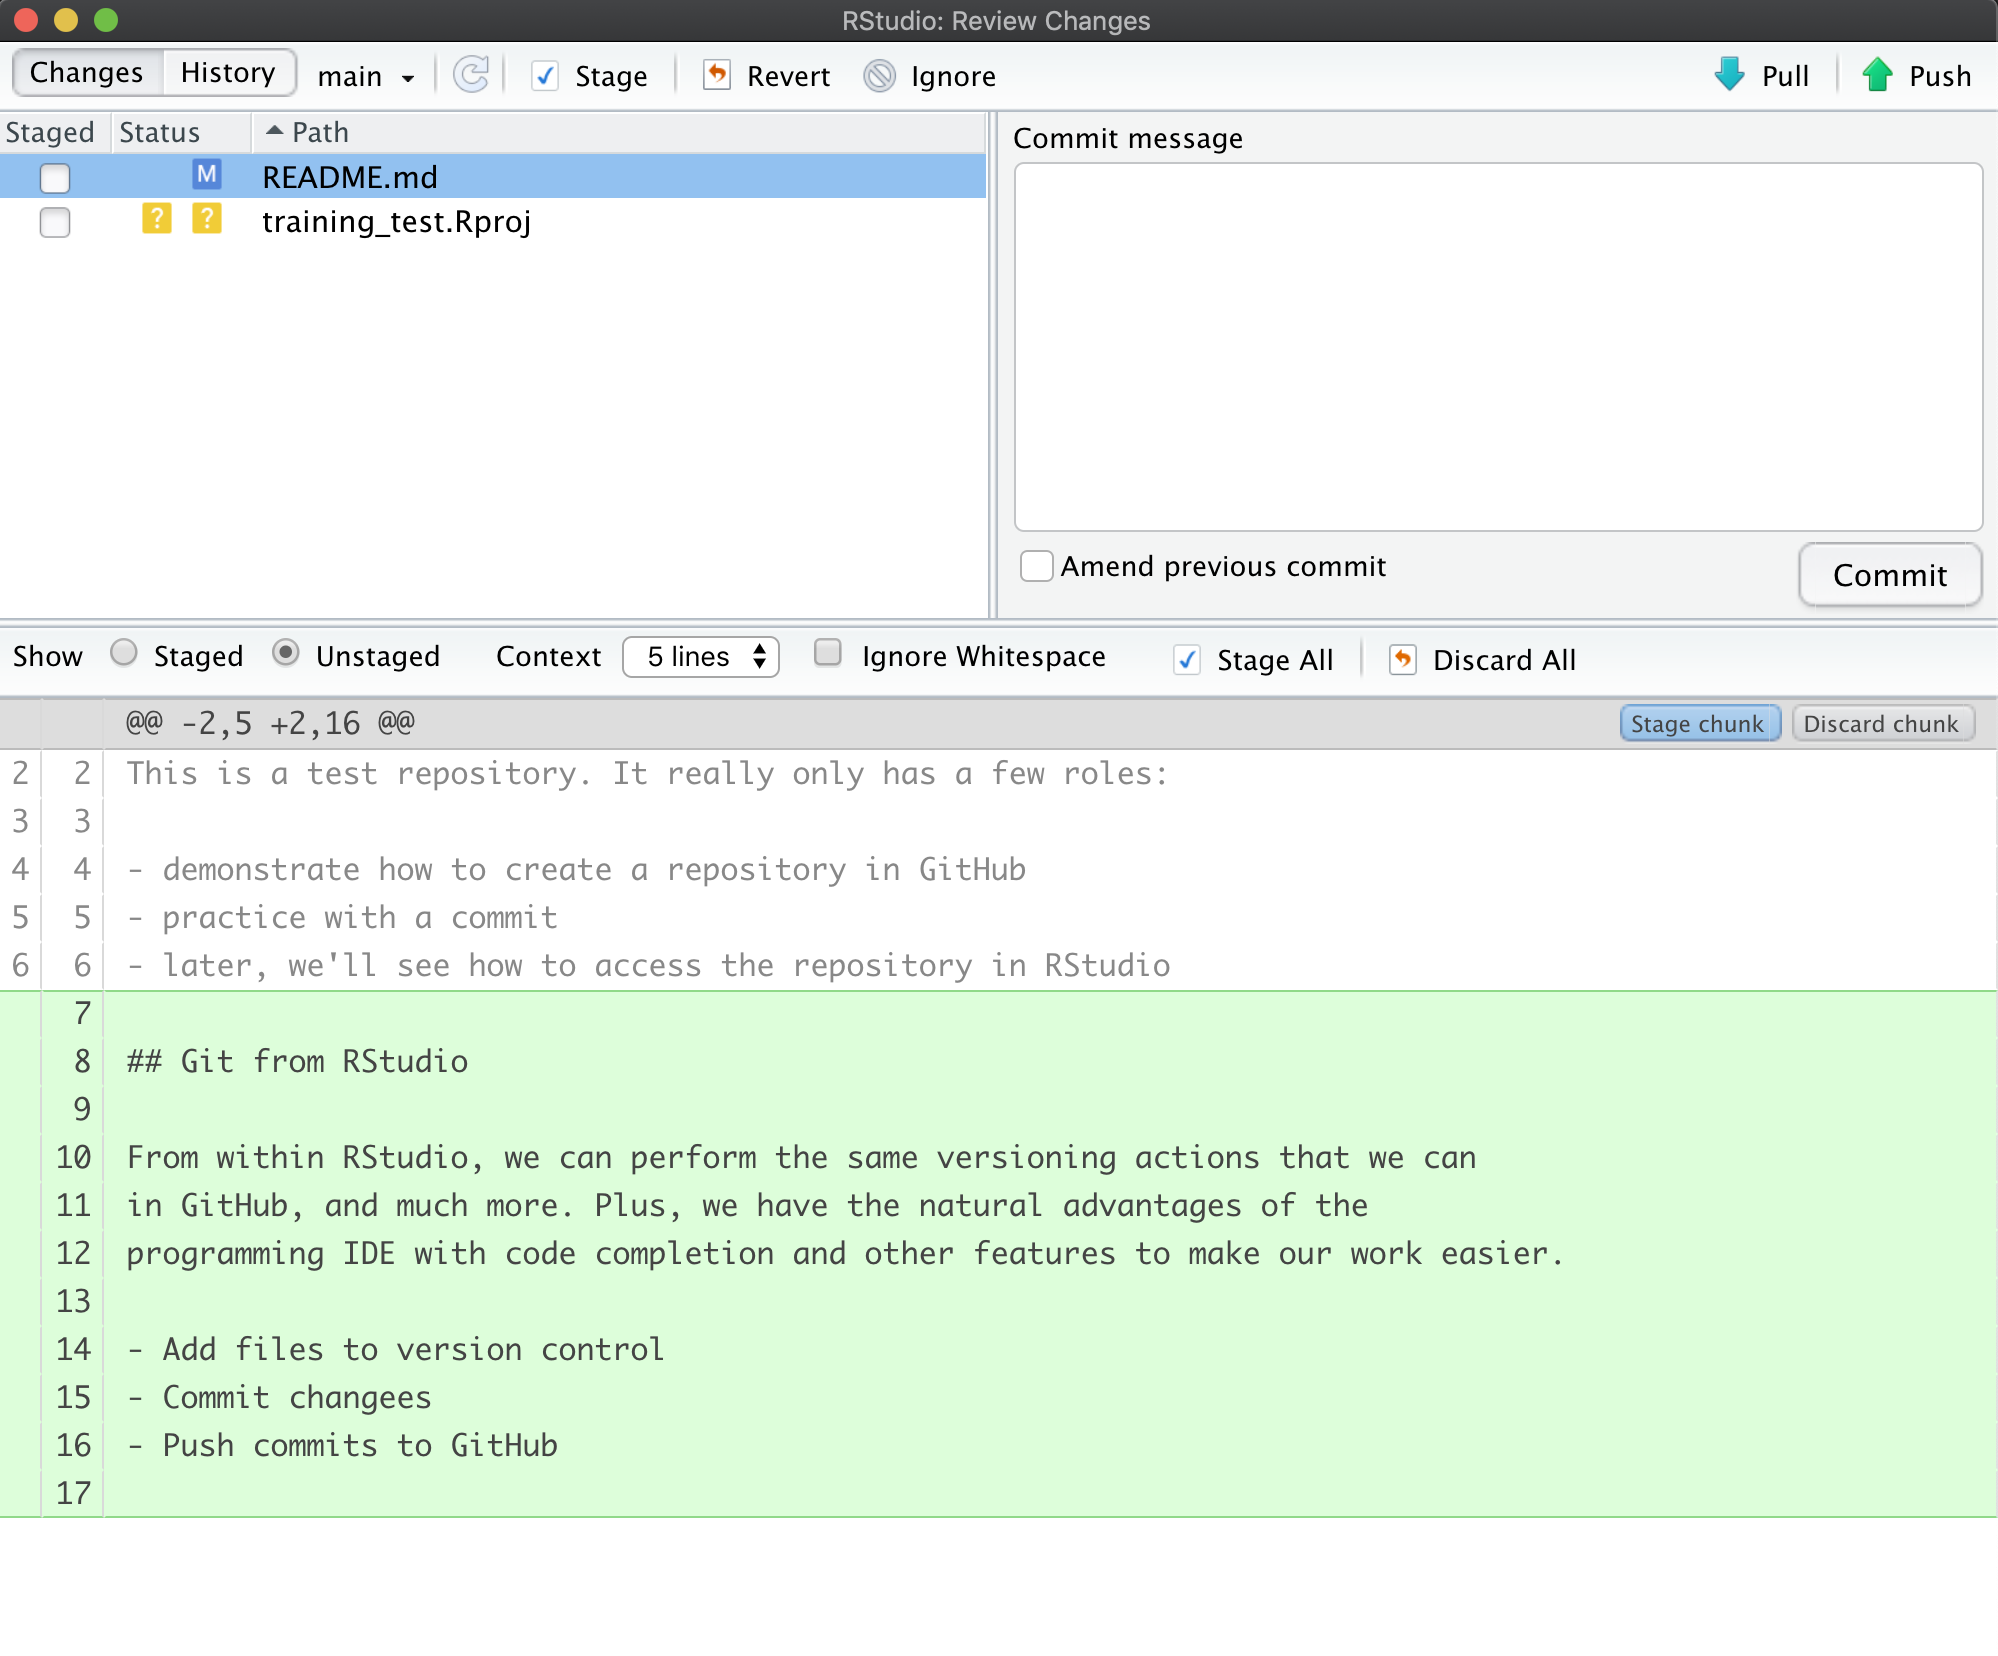 RStudio: Review Changes
Changes History main Stage Revert Ignore Pull Push
Staged Status Path
Commit message
M README.md
? ? training_test.Rproj
Amend previous commit
Commit
Show Staged Unstaged Context 5 lines Ignore Whitespace Stage All Discard All
@@ -2,5 +2,16 @@ Stage chunk Discard chunk
2 2 This is a test repository. It really only has a few roles:
3 3
4 4 - demonstrate how to create a repository in GitHub
5 5 - practice with a commit
6 6 - later, we'll see how to access the repository in RStudio
7
8 ## Git from RStudio
9
10 From within RStudio, we can perform the same versioning actions that we can
11 in GitHub, and much more. Plus, we have the natural advantages of the
12 programming IDE with code completion and other features to make our work easier.
13
14 - Add files to version control
15 - Commit changees
16 - Push commits to GitHub
17